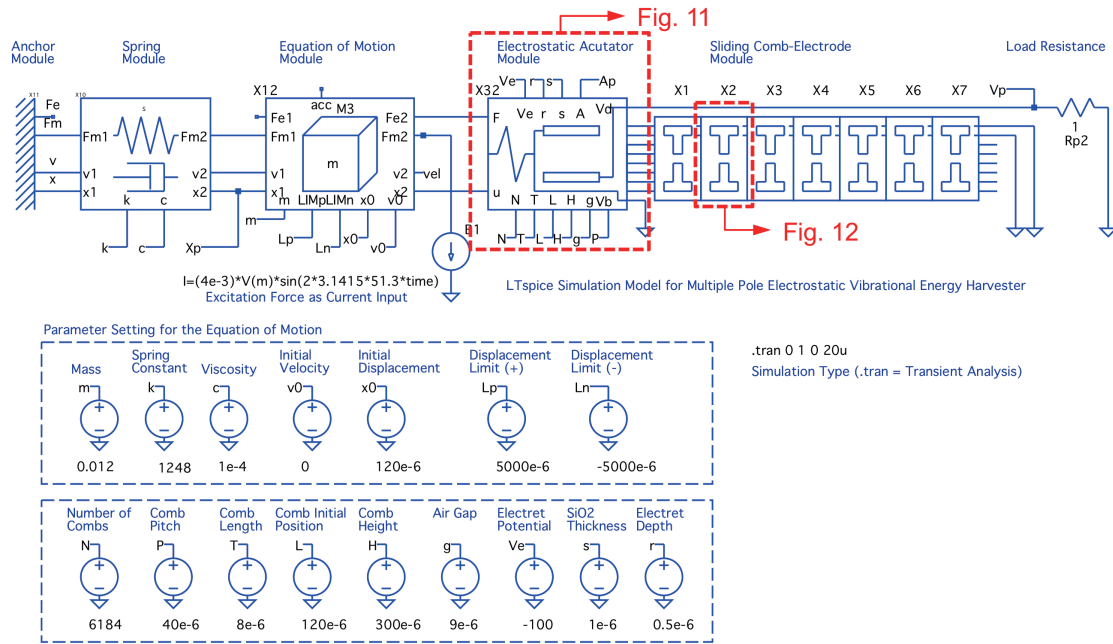 Fig. 11
Anchor
Module
Spring
Module
Equation of Motion
Module
Electrostatic Acutator
Module
Sliding Comb-Electrode
Module
Load Resistance
X11
X10
X12
X32
Ve r s Ap
X1 X2 X3 X4 X5 X6 X7
Vp
Fe
Fm
s
acc
M3
Fe1 Fe2
F
Ve r s A Vd
Fm1 Fm2
Fm1 Fm2
1
Rp2
m
v
x
v1 v2
x1 x2
v1 v2
vel
x1 x2
u
k c
m LIMp LIMn x0 v0
N T L H g Vb
m
k c Xp
Lp Ln x0 v0
B1
N T L H g P
Fig. 12
I=(4e-3)*V(m)*sin(2*3.1415*51.3*time)
Excitation Force as Current Input
LTspice Simulation Model for Multiple Pole Electrostatic Vibrational Energy Harvester
Parameter Setting for the Equation of Motion
Mass
Spring
Constant
Viscosity
Initial
Velocity
Initial
Displacement
Displacement
Limit (+)
Displacement
Limit (-)
m k c v0 x0 Lp Ln
0.012 1248 1e-4 0 120e-6 5000e-6 -5000e-6
.tran 0 1 0 20u
Simulation Type (.tran = Transient Analysis)
Number of
Combs
Comb
Pitch
Comb
Length
Comb Initial
Position
Comb
Height
Air Gap
Electret
Potential
SiO2
Thickness
Electret
Depth
N P T L H g Ve s r
6184 40e-6 8e-6 120e-6 300e-6 9e-6 -100 1e-6 0.5e-6